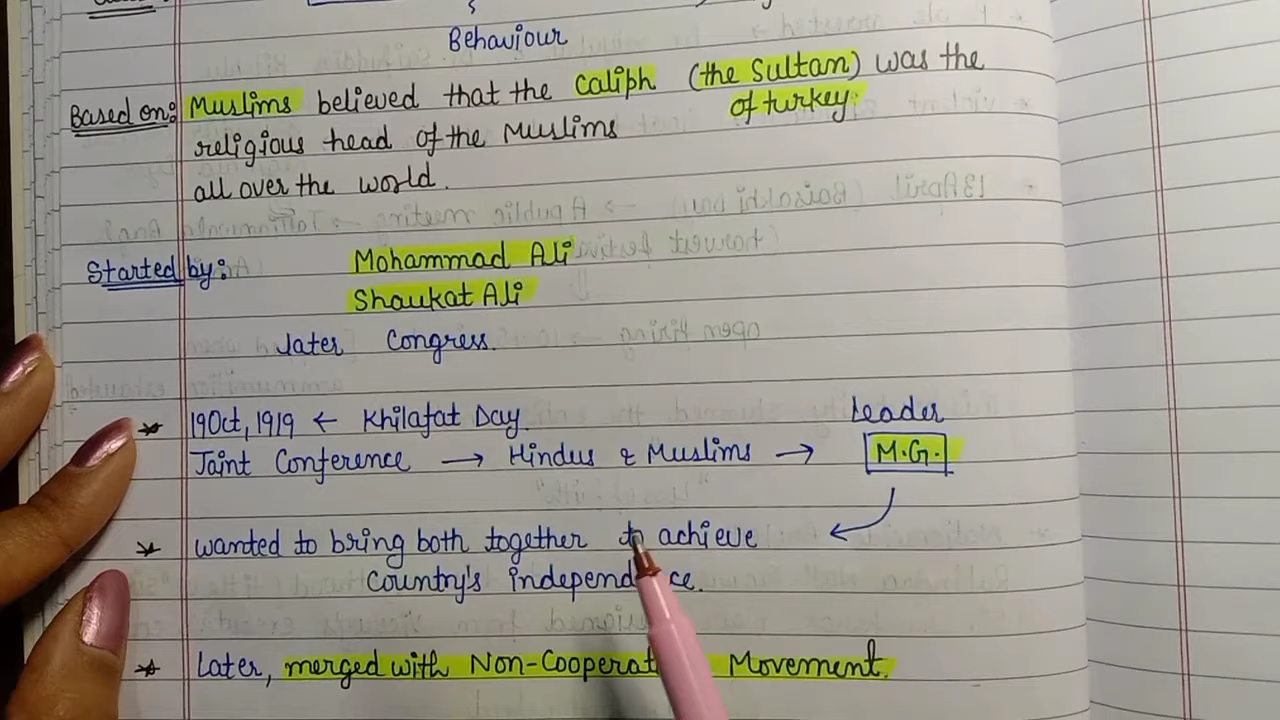 Behaviour
Based on: Muslims believed that the Caliph (the Sultan) was the
of turkey
religious head of the Muslims
all over the world.
Started by: Mohammad Ali
Shaukat Ali
later Congress.
19 Oct, 1919 ← Khilafat Day.
Leader
Joint Conference → Hindus & Muslims → M.G.
wanted to bring both together to achieve
Country's independence.
Later, merged with Non-Cooperat Movement.